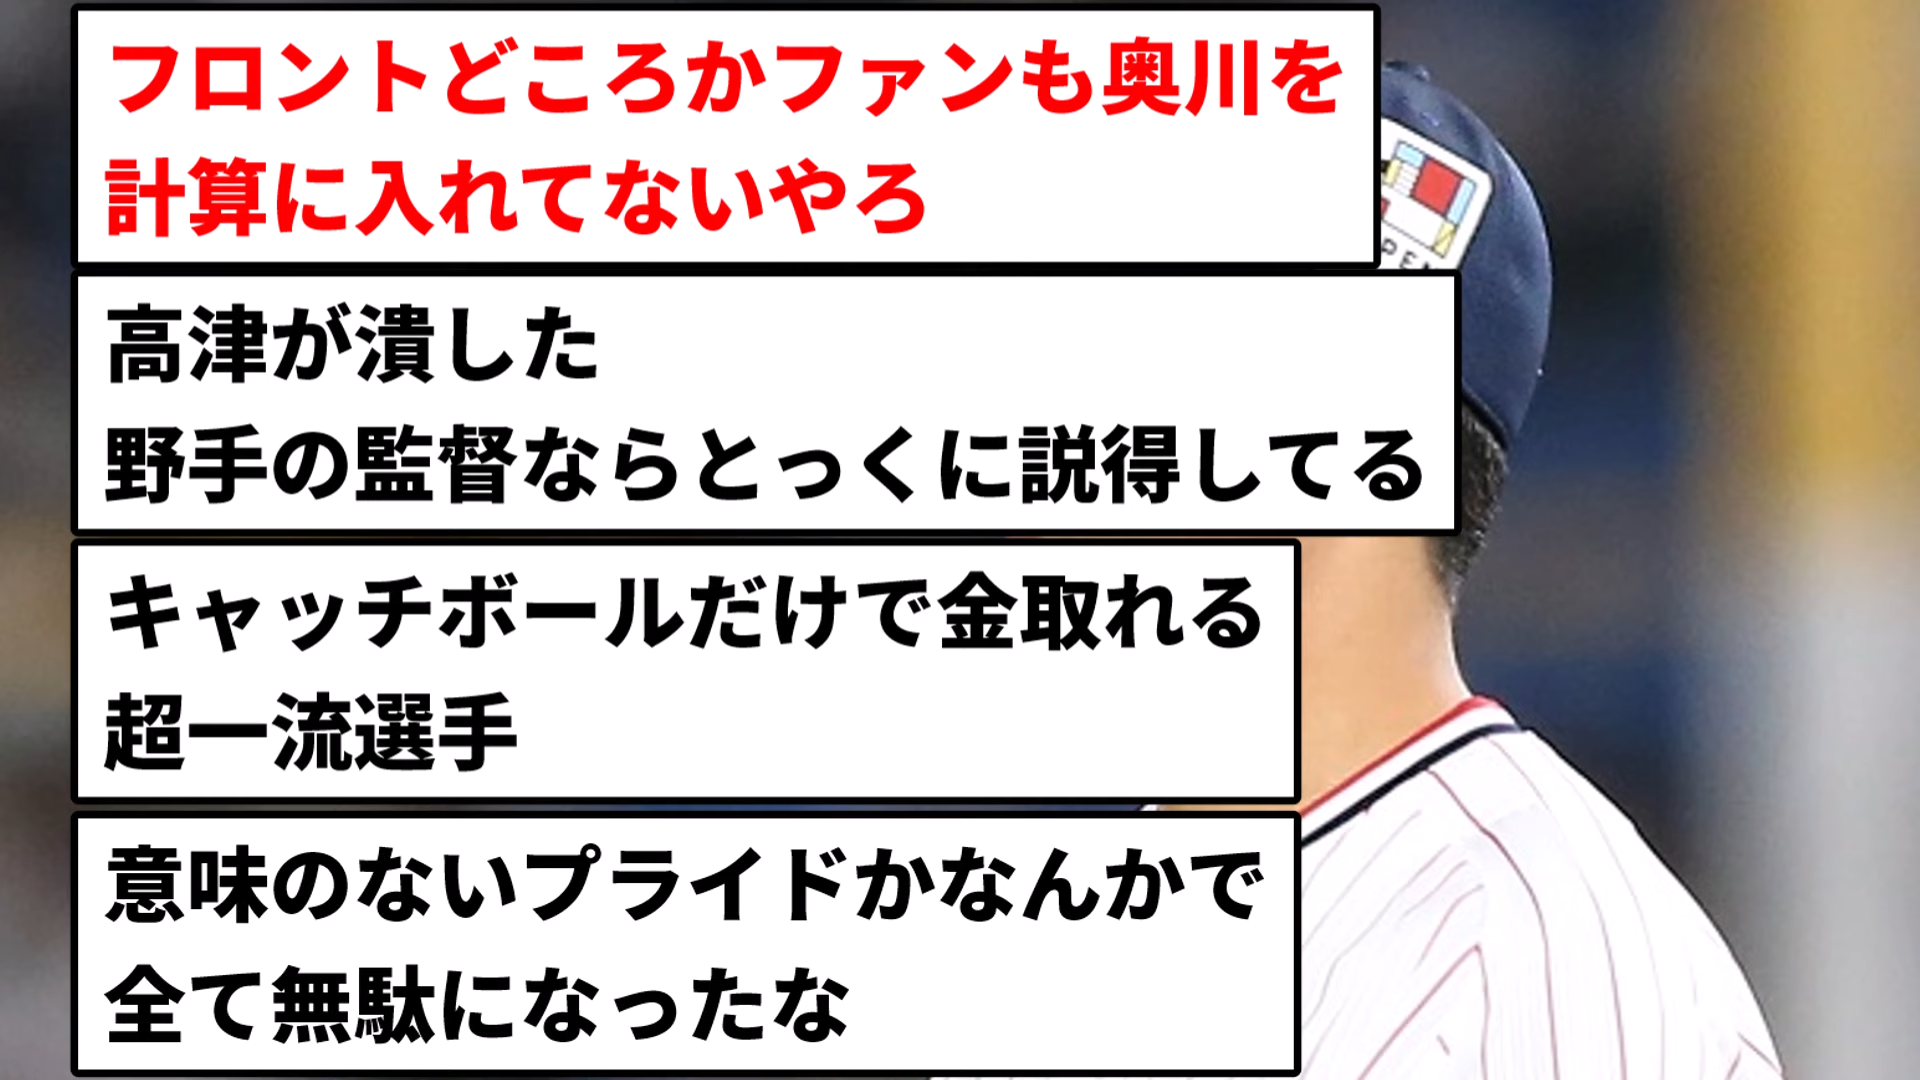 フロントどころかファンも奥川を
計算に入れてないやろ
高津が潰した
野手の監督ならとっくに説得してる
キャッチボールだけで金取れる
超一流選手
意味のないプライドかなんかで
全て無駄になったな